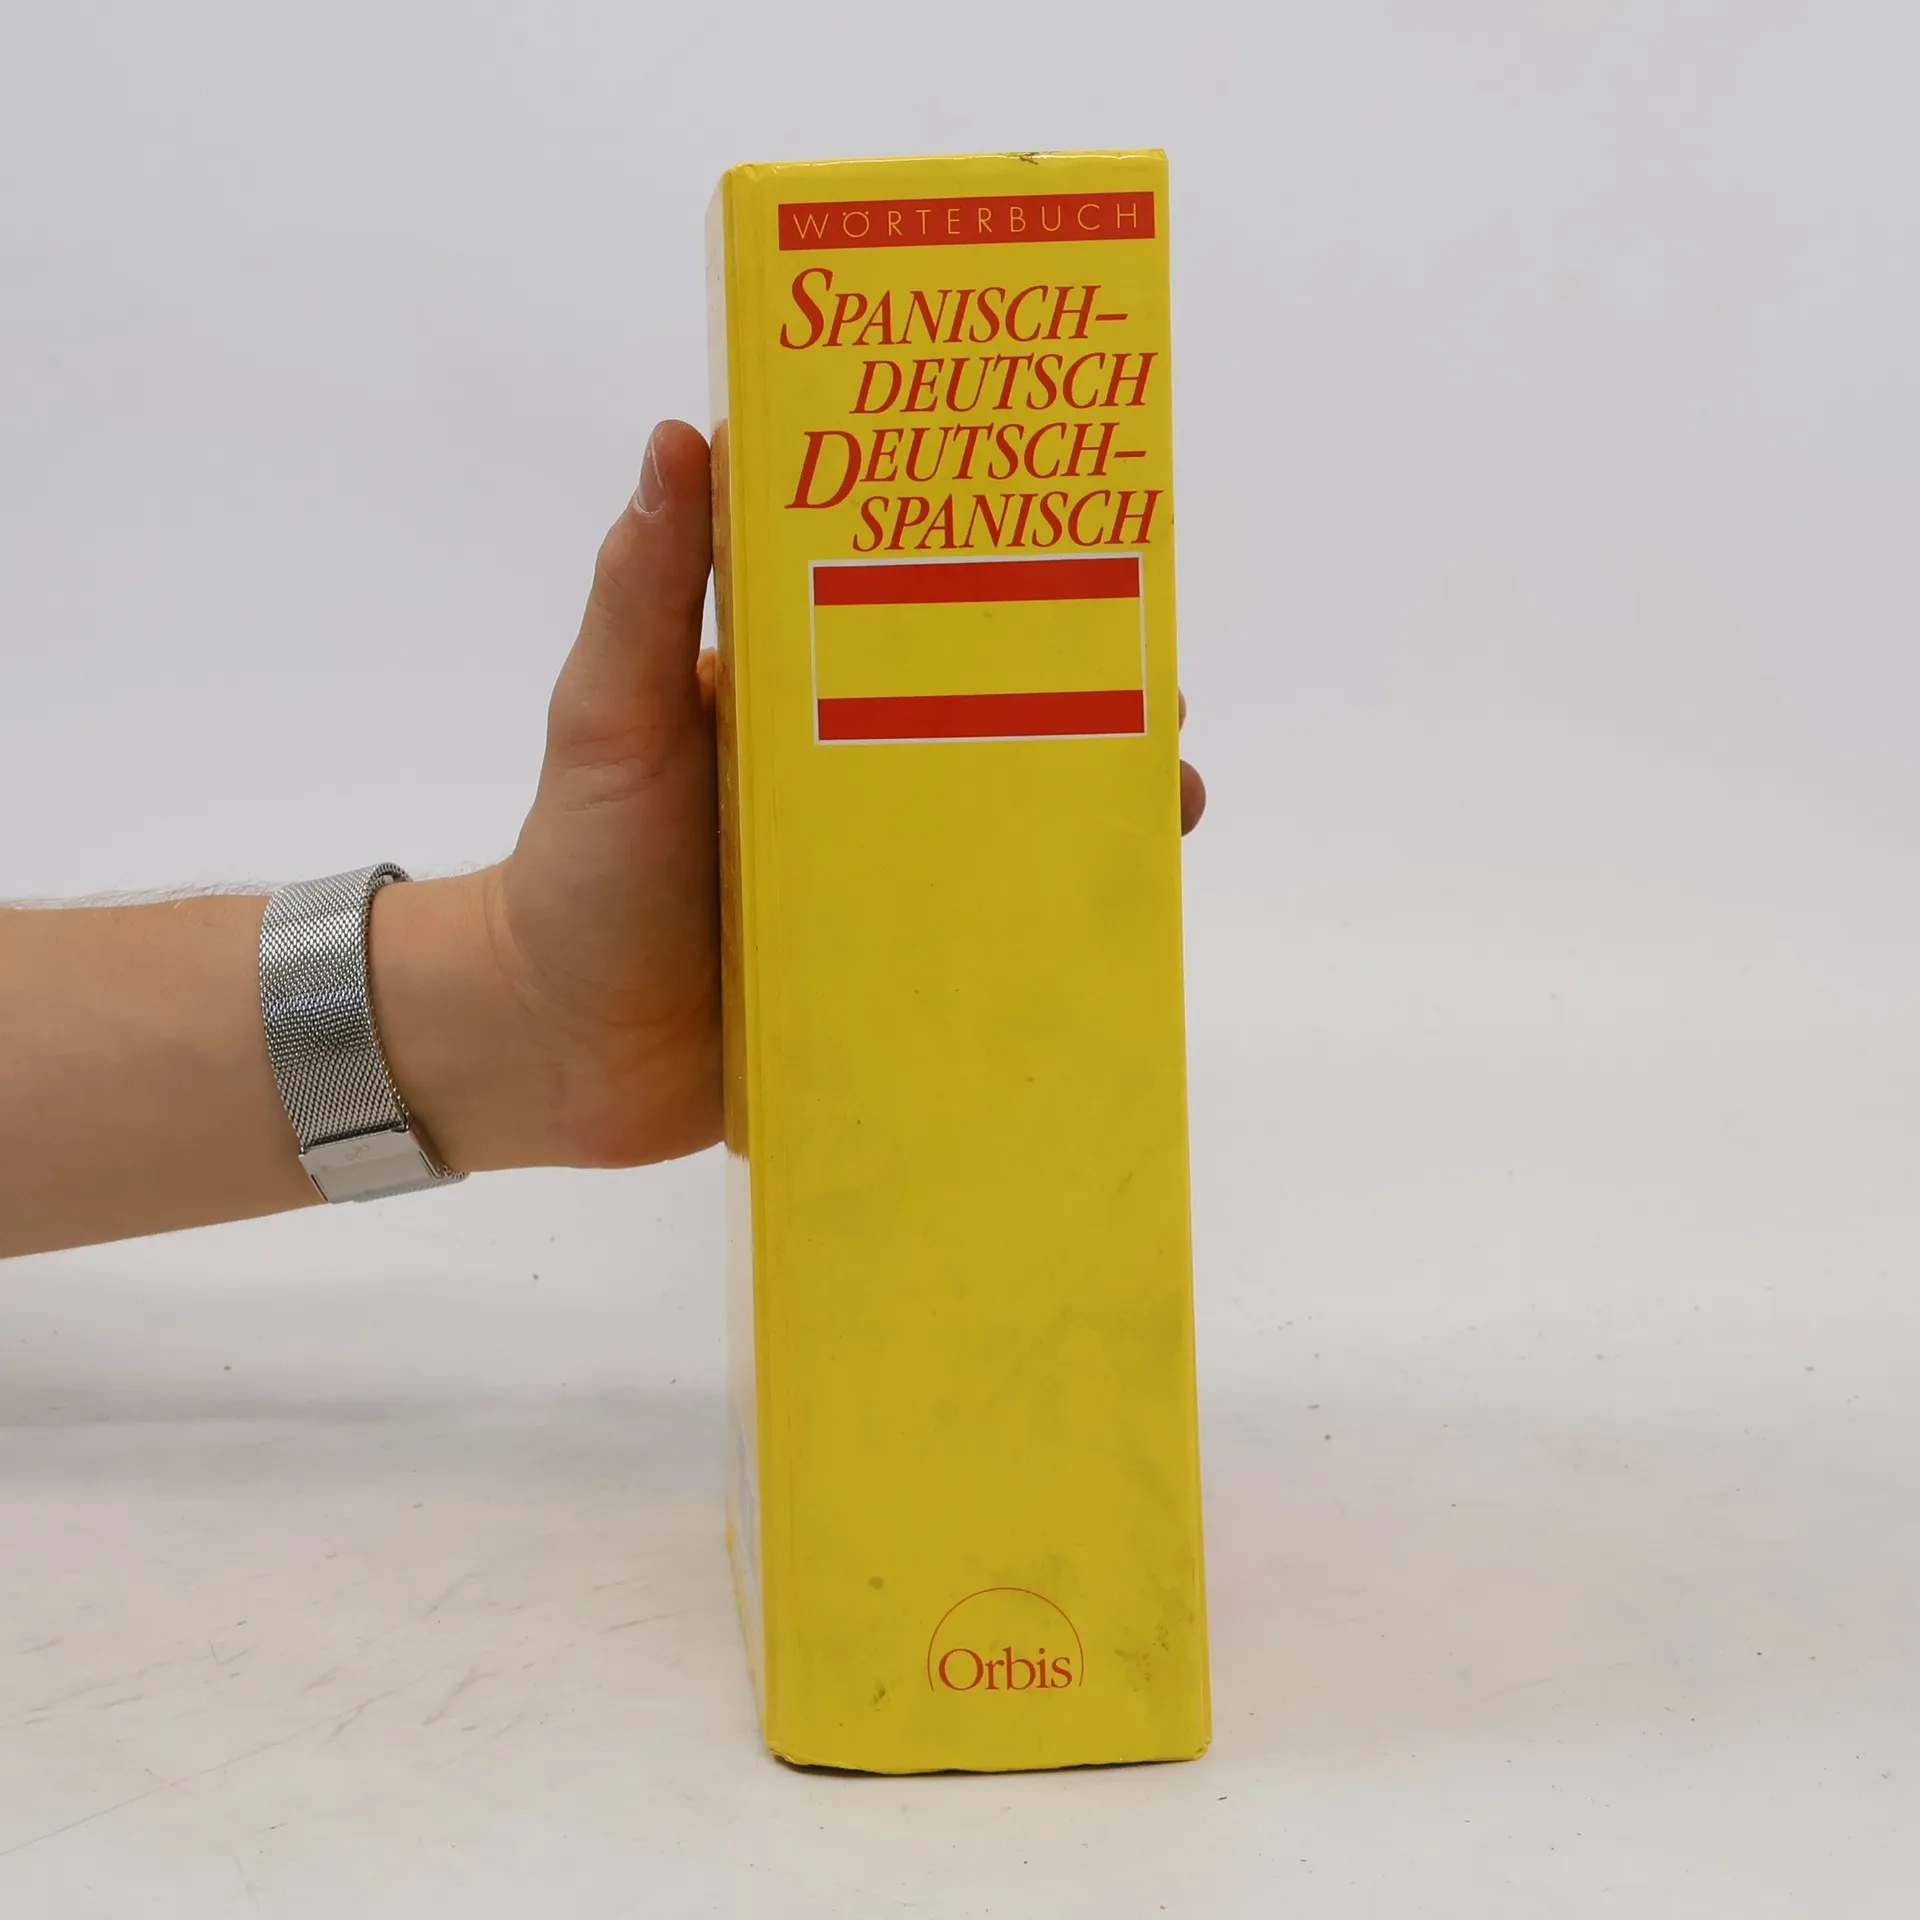 WÖRTERBUCH
SPANISCH–
DEUTSCH
DEUTSCH–
SPANISCH
Orbis